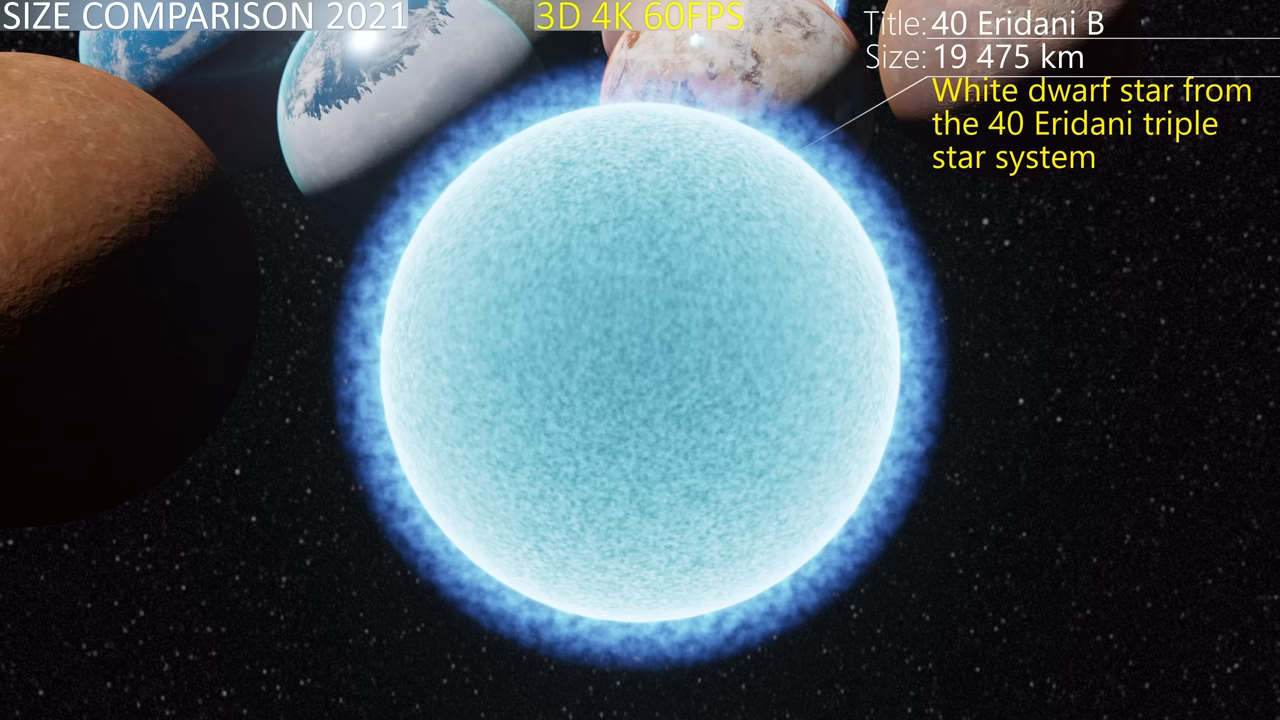 SIZE COMPARISON 2021
3D 4K 60FPS
Title: 40 Eridani B
Size: 19 475 km
White dwarf star from
the 40 Eridani triple
star system